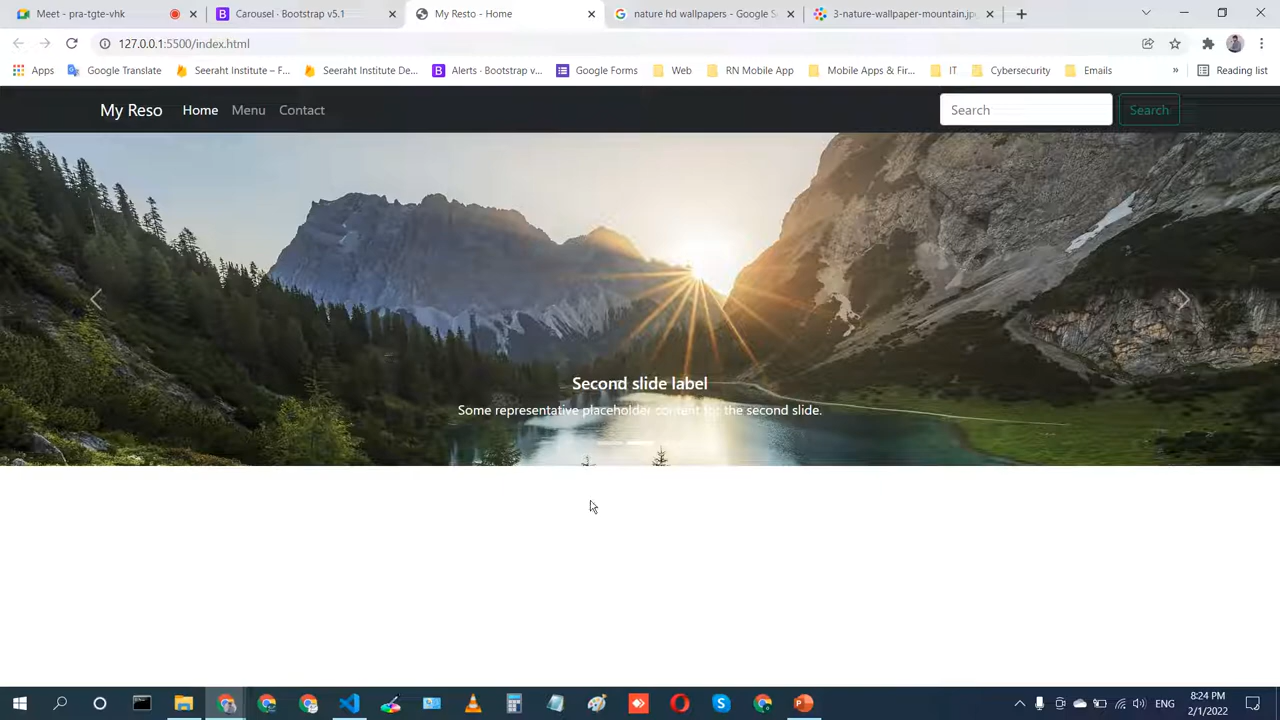 Meet - pra-tgte-vhk
Carousel · Bootstrap v5.1
My Resto - Home
nature hd wallpapers - Google S
3-nature-wallpaper-mountain.jp
127.0.0.1:5500/index.html
Apps
Google Translate
Seeraht Institute – F...
Seeraht Institute De...
Alerts · Bootstrap v...
Google Forms
Web
RN Mobile App
Mobile Apps & Fir...
IT
Cybersecurity
Emails
»
Reading list
My Reso
Home
Menu
Contact
Search
Search
Second slide label
Some representative placeholder content for the second slide.
ENG
8:24 PM
2/1/2022